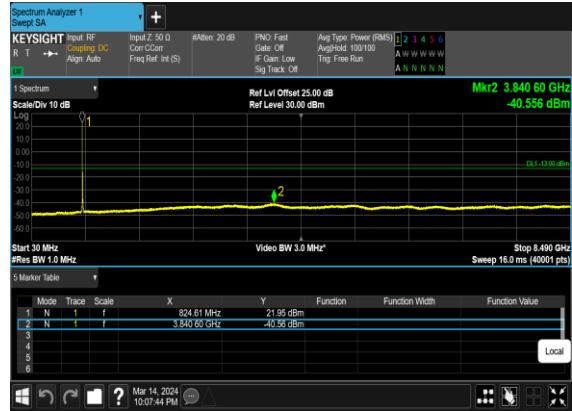 Spectrum Analyzer 1
Swept SA
+
KEYSIGHT
R T
Input: RF
Coupling: DC
Align: Auto
Input Z: 50 Ω
Corr CCorr
Freq Ref: Int (S)
#Atten: 20 dB
PNO: Fast
Gate: Off
IF Gain: Low
Sig Track: Off
Avg Type: Power (RMS)
Avg|Hold: 100/100
Trig: Free Run
1 2 3 4 5 6
A W W W W W
A N N N N N
1 Spectrum
Scale/Div 10 dB
Ref Lvl Offset 25.00 dB
Ref Level 30.00 dBm
Mkr2 3.840 60 GHz
-40.556 dBm
Log
20.0
10.0
0.00
-10.0
-20.0
-30.0
-40.0
-50.0
-60.0
1
2
DL1 -13.00 dBm
Start 30 MHz
#Res BW 1.0 MHz
Video BW 3.0 MHz*
Stop 8.490 GHz
Sweep 16.0 ms (40001 pts)
5 Marker Table
Mode Trace Scale X Y Function Function Width Function Value
1 N 1 f 824.61 MHz 21.95 dBm
2 N 1 f 3.840 60 GHz -40.56 dBm
3
4
5
6
Local
?
Mar 14, 2024
10:07:44 PM